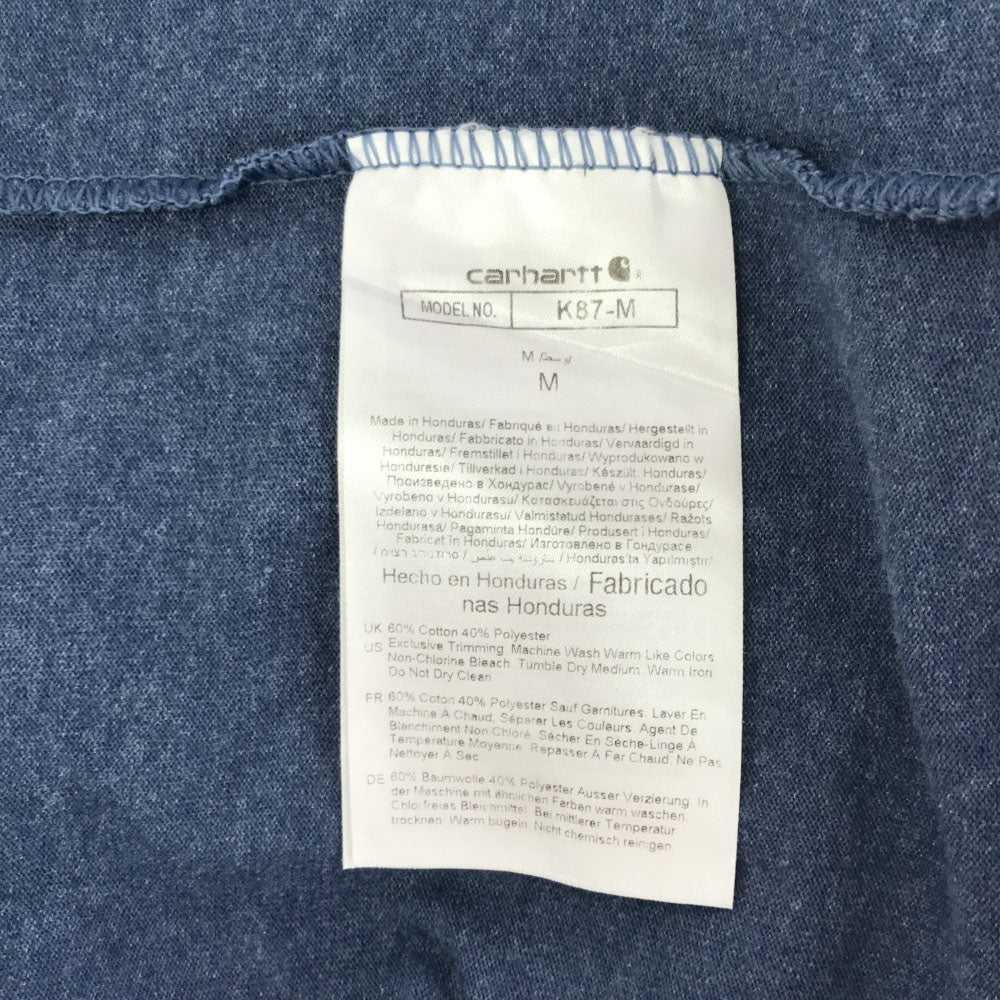 carhartt
MODEL NO. K87-M
M
M
Made in Honduras/ Fabriqué au Honduras/ Hergestellt in
Honduras/ Fabbricato in Honduras/ Vervaardigd in
Honduras/ Fremstillet i Honduras/ Wyprodukowano w
Hondurasie/ Tillverkad i Honduras/ Készült. Honduras/
Произведено в Хондурас/ Vyrobené v Hondurase/
Vyrobeno v Hondurasu/ Κατασκευάζεται στις Ονδούρες/
Izdelano v Hondurasu/ Valmistatud Hondurases/ Ražots
Hondurasā/ Pagaminta Hondūre/ Produsert i Honduras/
Fabricat în Honduras/ Изготовлено в Гондурасе
/ Honduras'ta Yapılmıştır/
Hecho en Honduras / Fabricado
nas Honduras
UK 60% Cotton 40% Polyester
US Exclusive Trimming. Machine Wash Warm Like Colors
Non-Chlorine Bleach. Tumble Dry Medium. Warm Iron.
Do Not Dry Clean
FR 60% Coton 40% Polyester Sauf Garnitures. Laver En
Machine À Chaud. Séparer Les Couleurs. Agent De
Blanchiment Non Chloré. Sécher En Sèche-Linge À
Température Moyenne. Repasser À Fer Chaud. Ne Pas
Nettoyer À Sec
DE 60% Baumwolle 40% Polyester Ausser Verzierung. In
der Maschine mit ähnlichen Farben warm waschen.
Chlorfreies Bleichmittel. Bei mittlerer Temperatur
trocknen. Warm bügeln. Nicht chemisch reinigen